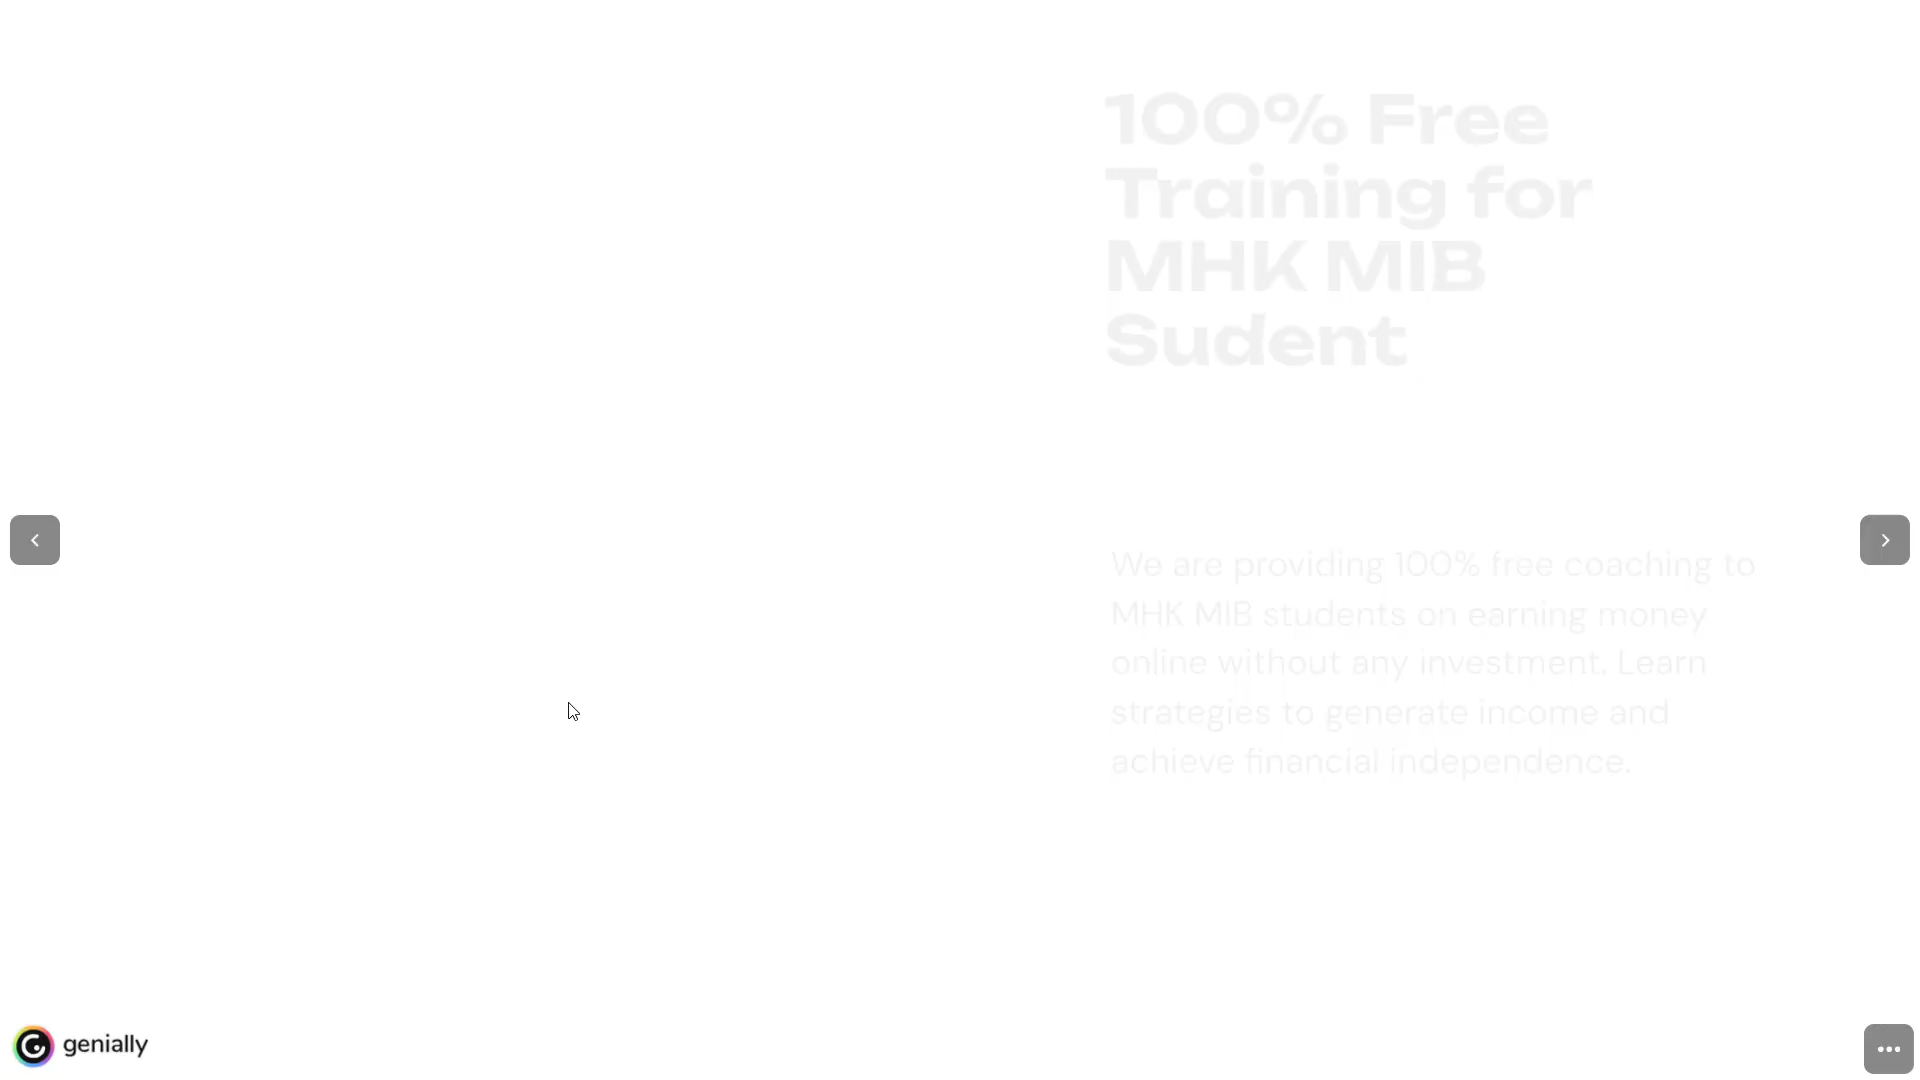 100% Free
Training for
MHK MIB
Sudent
We are providing 100% free coaching to
MHK MIB students on earning money
online without any investment. Learn
strategies to generate income and
achieve financial independence.
genially